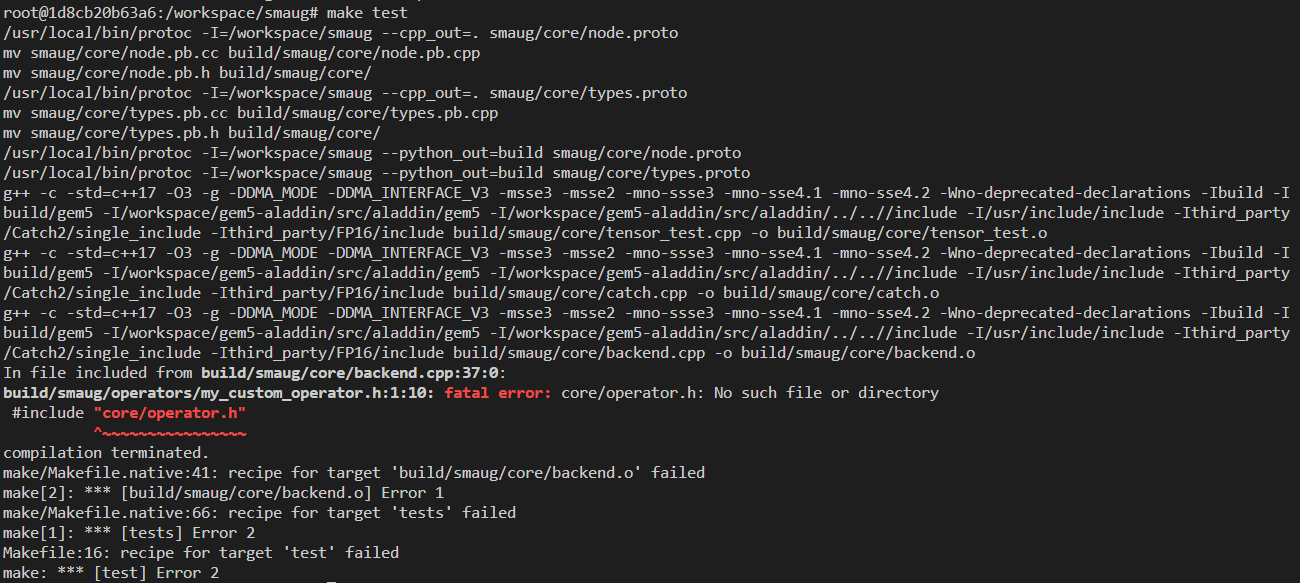 root@1d8cb20b63a6:/workspace/smaug# make test
/usr/local/bin/protoc -I=/workspace/smaug --cpp_out=. smaug/core/node.proto
mv smaug/core/node.pb.cc build/smaug/core/node.pb.cpp
mv smaug/core/node.pb.h build/smaug/core/
/usr/local/bin/protoc -I=/workspace/smaug --cpp_out=. smaug/core/types.proto
mv smaug/core/types.pb.cc build/smaug/core/types.pb.cpp
mv smaug/core/types.pb.h build/smaug/core/
/usr/local/bin/protoc -I=/workspace/smaug --python_out=build smaug/core/node.proto
/usr/local/bin/protoc -I=/workspace/smaug --python_out=build smaug/core/types.proto
g++ -c -std=c++17 -O3 -g -DDMA_MODE -DDMA_INTERFACE_V3 -msse3 -msse2 -mno-ssse3 -mno-sse4.1 -mno-sse4.2 -Wno-deprecated-declarations -Ibuild -I
build/gem5 -I/workspace/gem5-aladdin/src/aladdin/gem5 -I/workspace/gem5-aladdin/src/aladdin/../..//include -I/usr/include/include -Ithird_party
/Catch2/single_include -Ithird_party/FP16/include build/smaug/core/tensor_test.cpp -o build/smaug/core/tensor_test.o
g++ -c -std=c++17 -O3 -g -DDMA_MODE -DDMA_INTERFACE_V3 -msse3 -msse2 -mno-ssse3 -mno-sse4.1 -mno-sse4.2 -Wno-deprecated-declarations -Ibuild -I
build/gem5 -I/workspace/gem5-aladdin/src/aladdin/gem5 -I/workspace/gem5-aladdin/src/aladdin/../..//include -I/usr/include/include -Ithird_party
/Catch2/single_include -Ithird_party/FP16/include build/smaug/core/catch.cpp -o build/smaug/core/catch.o
g++ -c -std=c++17 -O3 -g -DDMA_MODE -DDMA_INTERFACE_V3 -msse3 -msse2 -mno-ssse3 -mno-sse4.1 -mno-sse4.2 -Wno-deprecated-declarations -Ibuild -I
build/gem5 -I/workspace/gem5-aladdin/src/aladdin/gem5 -I/workspace/gem5-aladdin/src/aladdin/../..//include -I/usr/include/include -Ithird_party
/Catch2/single_include -Ithird_party/FP16/include build/smaug/core/backend.cpp -o build/smaug/core/backend.o
In file included from build/smaug/core/backend.cpp:37:0:
build/smaug/operators/my_custom_operator.h:1:10: fatal error: core/operator.h: No such file or directory
 #include "core/operator.h"
          ^~~~~~~~~~~~~~~~~
compilation terminated.
make/Makefile.native:41: recipe for target 'build/smaug/core/backend.o' failed
make[2]: *** [build/smaug/core/backend.o] Error 1
make/Makefile.native:66: recipe for target 'tests' failed
make[1]: *** [tests] Error 2
Makefile:16: recipe for target 'test' failed
make: *** [test] Error 2